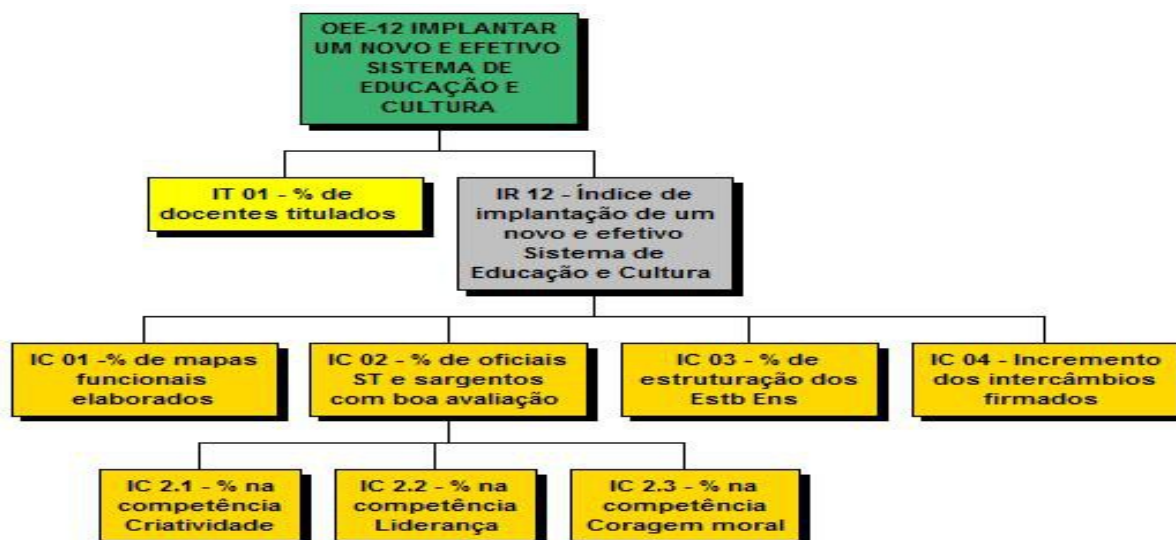 OEE-12 IMPLANTAR
UM NOVO E EFETIVO
SISTEMA DE
EDUCAÇÃO E
CULTURA
IT 01 - % de
docentes titulados
IR 12 - Índice de
implantação de um
novo e efetivo
Sistema de
Educação e Cultura
IC 01 -% de mapas
funcionais
elaborados
IC 02 - % de oficiais
ST e sargentos
com boa avaliação
IC 03 - % de
estruturação dos
Estb Ens
IC 04 - Incremento
dos intercâmbios
firmados
IC 2.1 - % na
competência
Criatividade
IC 2.2 - % na
competência
Liderança
IC 2.3 - % na
competência
Coragem moral